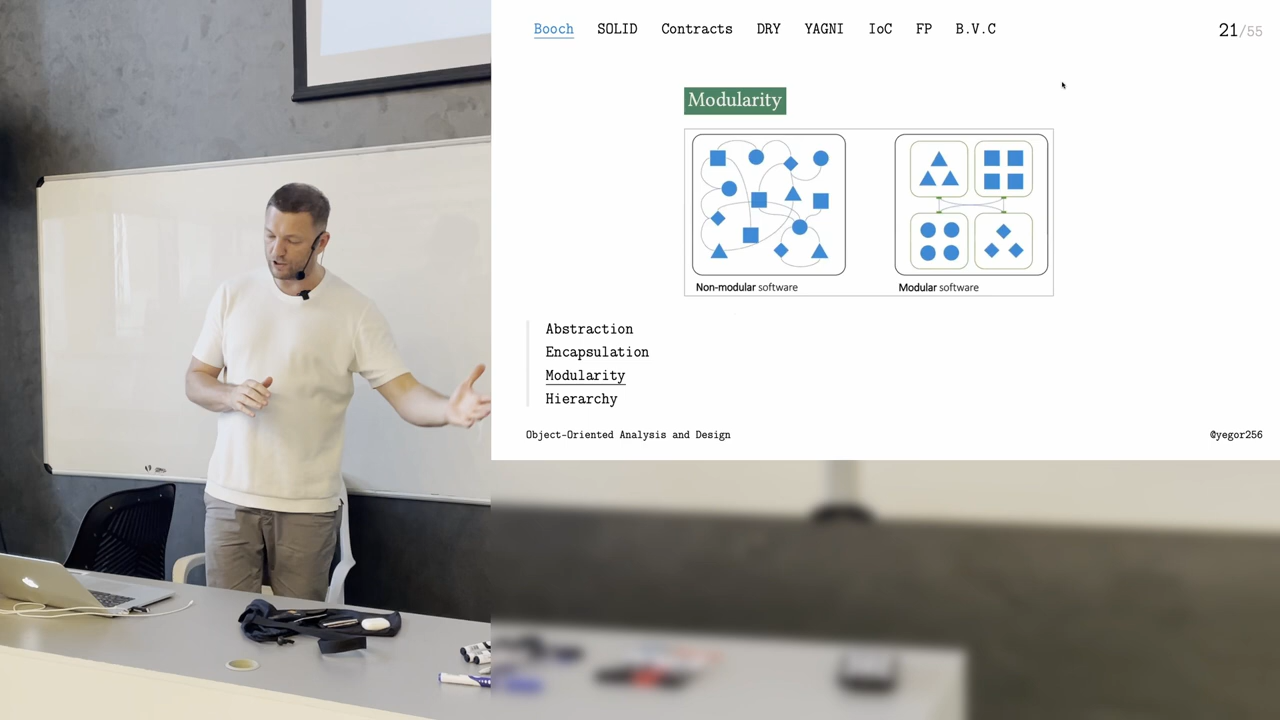 Booch SOLID Contracts DRY YAGNI IoC FP B.V.C 21/55
Modularity
Non-modular software Modular software
Abstraction
Encapsulation
Modularity
Hierarchy
Object-Oriented Analysis and Design @yegor256